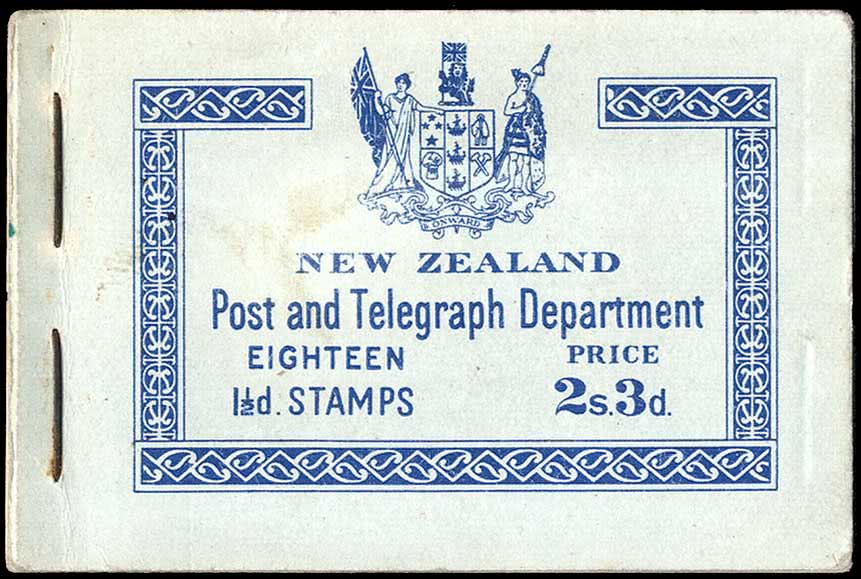 ONWARD
NEW ZEALAND
Post and Telegraph Department
EIGHTEEN PRICE
1½d. STAMPS 2s.3d.